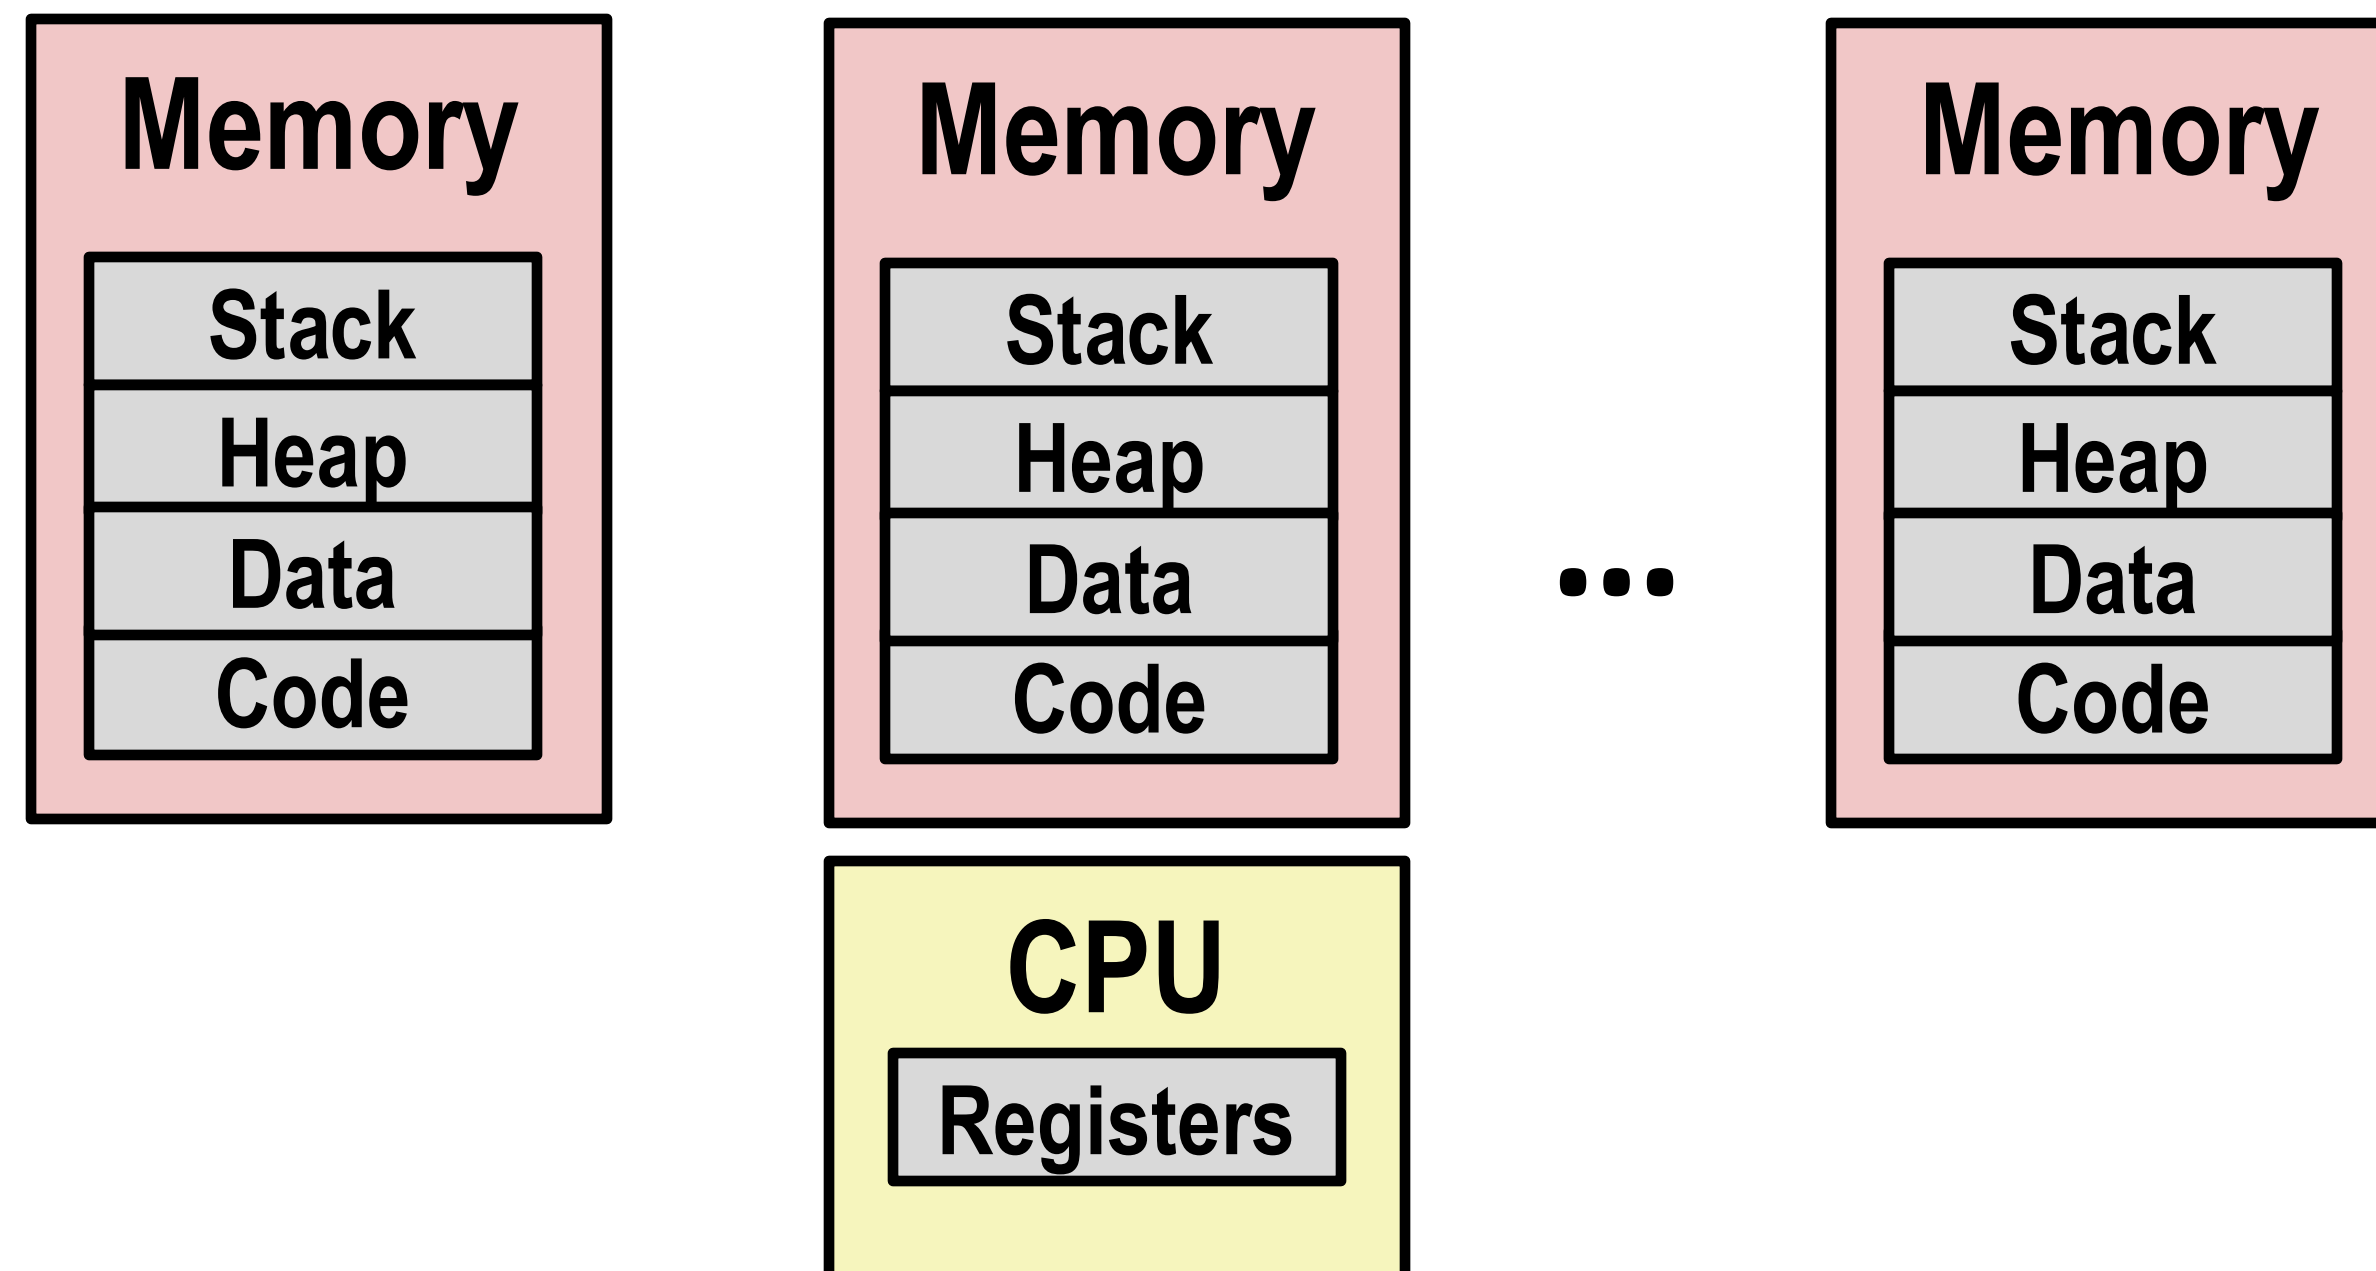 Memory
Stack
Heap
Data
Code
Memory
Stack
Heap
Data
Code
...
Memory
Stack
Heap
Data
Code
CPU
Registers